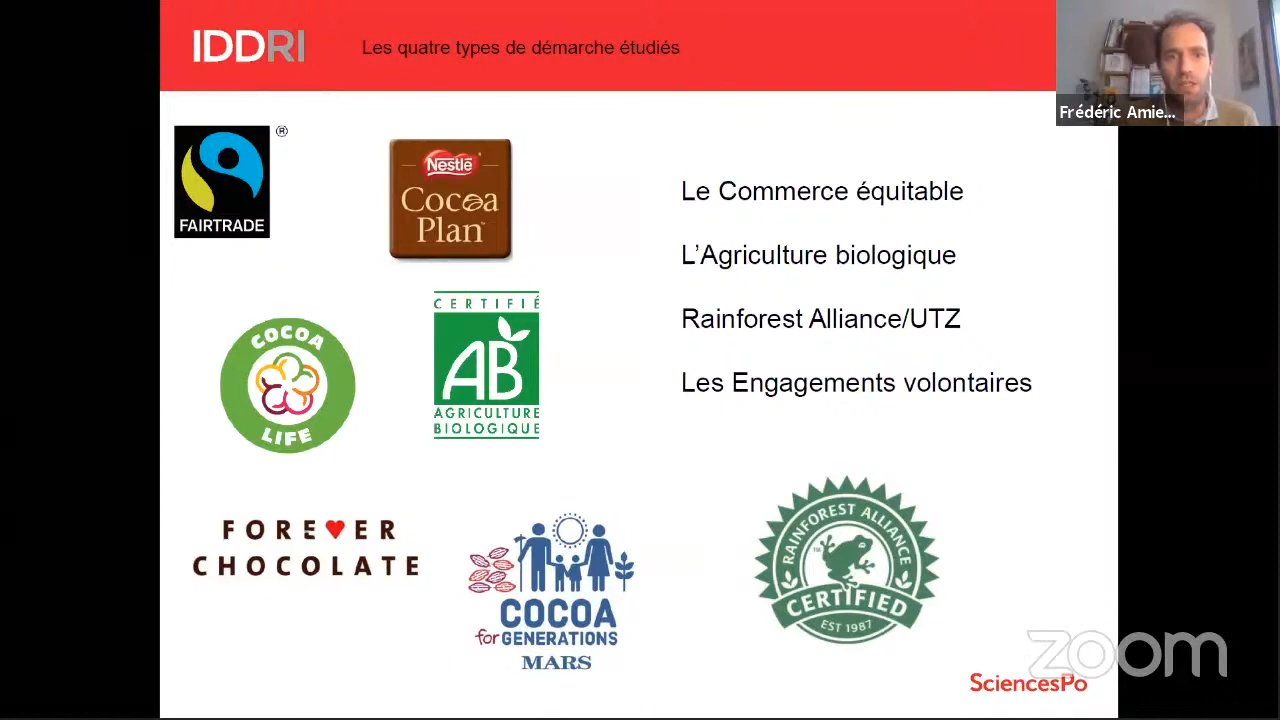 IDDRI
Les quatre types de démarche étudiés
Frédéric Amie...
®
FAIRTRADE
Nestlé
Cocoa
Plan™
Le Commerce équitable
L’Agriculture biologique
Rainforest Alliance/UTZ
Les Engagements volontaires
COCOA
LIFE
CERTIFIÉ
AB
AGRICULTURE
BIOLOGIQUE
FOREVER
CHOCOLATE
COCOA
for GENERATIONS
MARS
RAINFOREST ALLIANCE
TM
CERTIFIED
EST 1987
zoom
SciencesPo